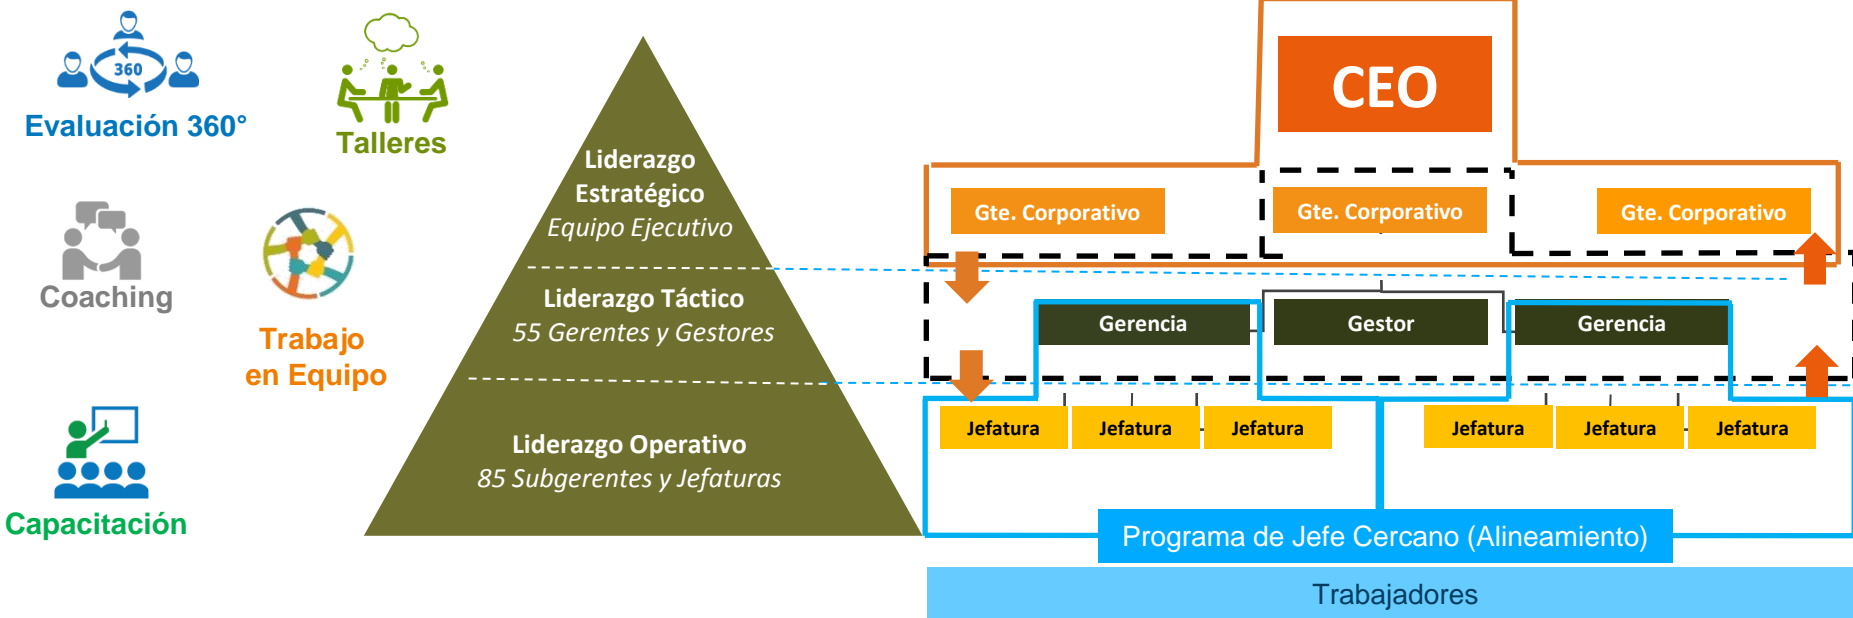 360
Evaluación 360°
Talleres
Coaching
Trabajo
en Equipo
Capacitación
Liderazgo
Estratégico
Equipo Ejecutivo
Liderazgo Táctico
55 Gerentes y Gestores
Liderazgo Operativo
85 Subgerentes y Jefaturas
CEO
Gte. Corporativo
Gte. Corporativo
Gte. Corporativo
Gerencia
Gestor
Gerencia
Jefatura
Jefatura
Jefatura
Jefatura
Jefatura
Jefatura
Programa de Jefe Cercano (Alineamiento)
Trabajadores